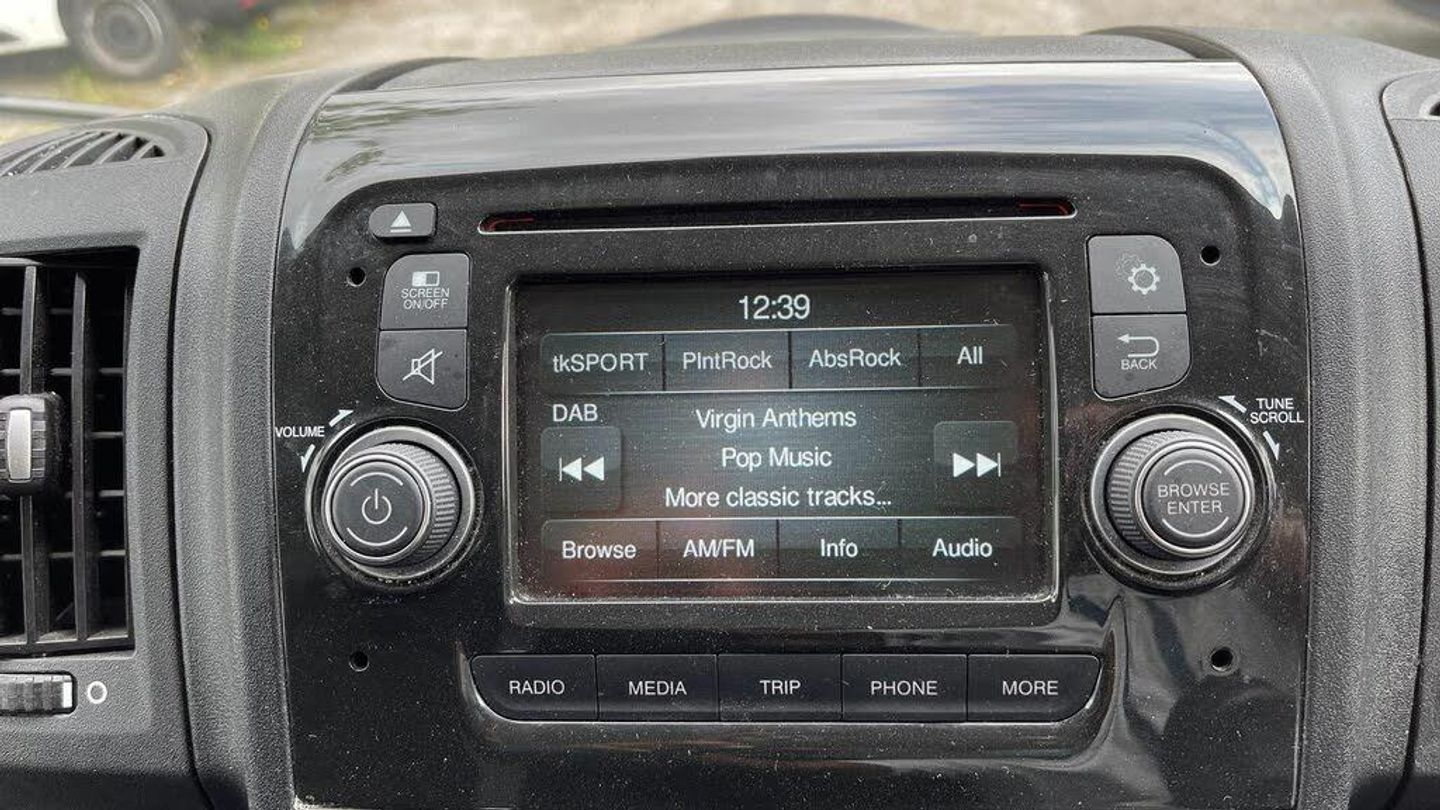 SCREEN
ON/OFF
VOLUME
12:39
tkSPORT PlntRock AbsRock All
DAB Virgin Anthems
Pop Music
More classic tracks...
Browse AM/FM Info Audio
BACK
TUNE
SCROLL
BROWSE
ENTER
RADIO MEDIA TRIP PHONE MORE